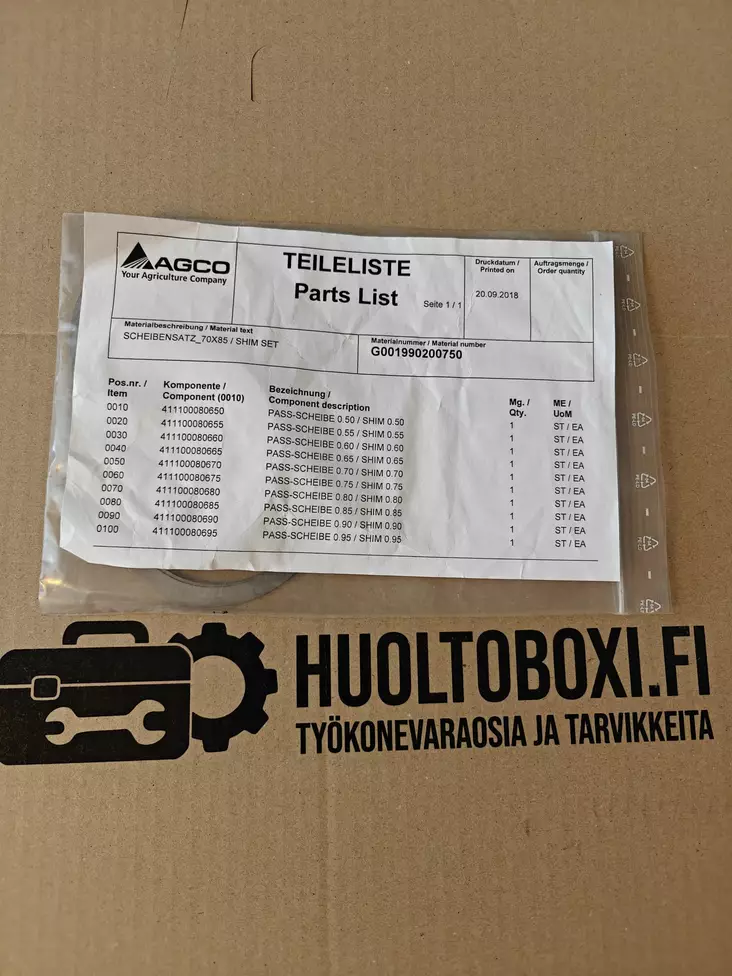 AGCO
Your Agriculture Company
TEILELISTE
Parts List
Seite 1 / 1
Druckdatum /
Printed on
20.09.2018
Auftragsmenge /
Order quantity
Materialbeschreibung / Material text
SCHEIBENSATZ_70X85 / SHIM SET
Materialnummer / Material number
G001990200750
Pos.nr. / Komponente / Bezeichnung / Mg. / ME /
Item Component (0010) Component description Qty. UoM
0010 411100080650 PASS-SCHEIBE 0.50 / SHIM 0.50 1 ST / EA
0020 411100080655 PASS-SCHEIBE 0.55 / SHIM 0.55 1 ST / EA
0030 411100080660 PASS-SCHEIBE 0.60 / SHIM 0.60 1 ST / EA
0040 411100080665 PASS-SCHEIBE 0.65 / SHIM 0.65 1 ST / EA
0050 411100080670 PASS-SCHEIBE 0.70 / SHIM 0.70 1 ST / EA
0060 411100080675 PASS-SCHEIBE 0.75 / SHIM 0.75 1 ST / EA
0070 411100080680 PASS-SCHEIBE 0.80 / SHIM 0.80 1 ST / EA
0080 411100080685 PASS-SCHEIBE 0.85 / SHIM 0.85 1 ST / EA
0090 411100080690 PASS-SCHEIBE 0.90 / SHIM 0.90 1 ST / EA
0100 411100080695 PASS-SCHEIBE 0.95 / SHIM 0.95 1 ST / EA
HUOLTOBOXI.FI
TYÖKONEVARAOSIA JA TARVIKKEITA